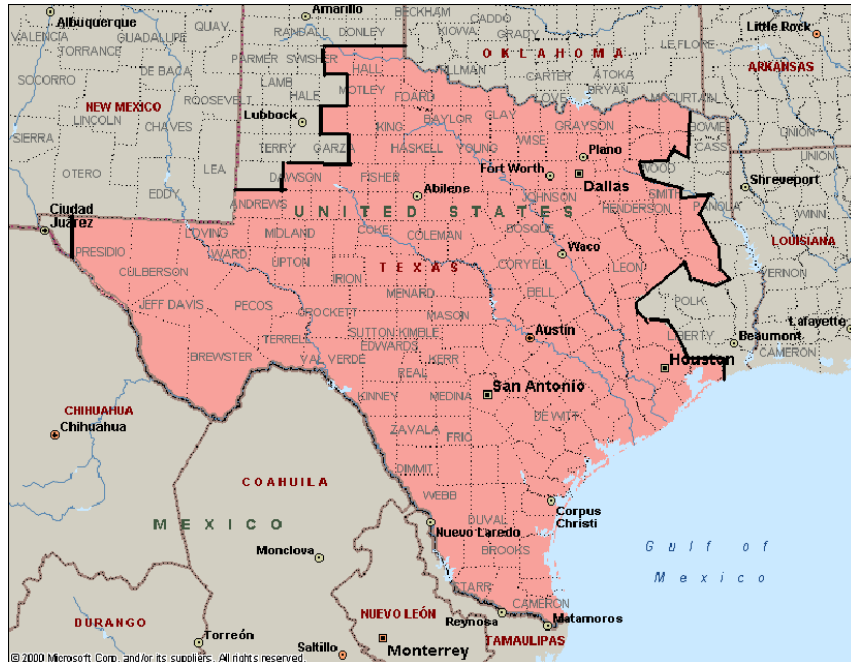 Albuquerque
Amarillo
BECKHAM
CADDO
Little Rock
VALENCIA
GUADALUPE
QUAY
RANDALL
DONLEY
KIOWA
GRADY
TORRANCE
PARMER
SWISHER
OKLAHOMA
LE FLORE
ARKANSAS
SOCORRO
DE BACA
LAMB
HALL
TILLMAN
CARTER
ATOKA
BRYAN
NEW MEXICO
ROOSEVELT
HALE
MOTLEY
FOARD
LOVE
MCCURTAIN
LINCOLN
CHAVES
Lubbock
KING
BAYLOR
CLAY
GRAYSON
BOWIE
UNION
SIERRA
TERRY
GARZA
HASKELL
YOUNG
WISE
Plano
CASS
UNION
OTERO
LEA
DAWSON
FISHER
Fort Worth
Dallas
WOOD
Shreveport
EDDY
ANDREWS
Abilene
JOHNSON
SMITH
PANOLA
Ciudad
Juárez
UNITED STATES
HENDERSON
WINN
LOVING
MIDLAND
COKE
COLEMAN
BOSQUE
Waco
LOUISIANA
PRESIDIO
WARD
UPTON
TEXAS
CORYELL
LEON
VERNON
CULBERSON
IRION
MENARD
BELL
POLK
JEFF DAVIS
PECOS
CROCKETT
MASON
Austin
LIBERTY
Lafayette
TERRELL
SUTTON
KIMBLE
Beaumont
BREWSTER
VAL VERDE
EDWARDS
KERR
Houston
CAMERON
REAL
San Antonio
KINNEY
MEDINA
CHIHUAHUA
DE WITT
Chihuahua
ZAVALA
FRIO
COAHUILA
DIMMIT
WEBB
Corpus
Christi
MEXICO
Nuevo Laredo
DUVAL
Monclova
BROOKS
Gulf of
Mexico
STARR
NUEVO LEÓN
CAMERON
DURANGO
Reynosa
Matamoros
Torreón
Saltillo
Monterrey
TAMAULIPAS
© 2000 Microsoft Corp. and/or its suppliers. All rights reserved.